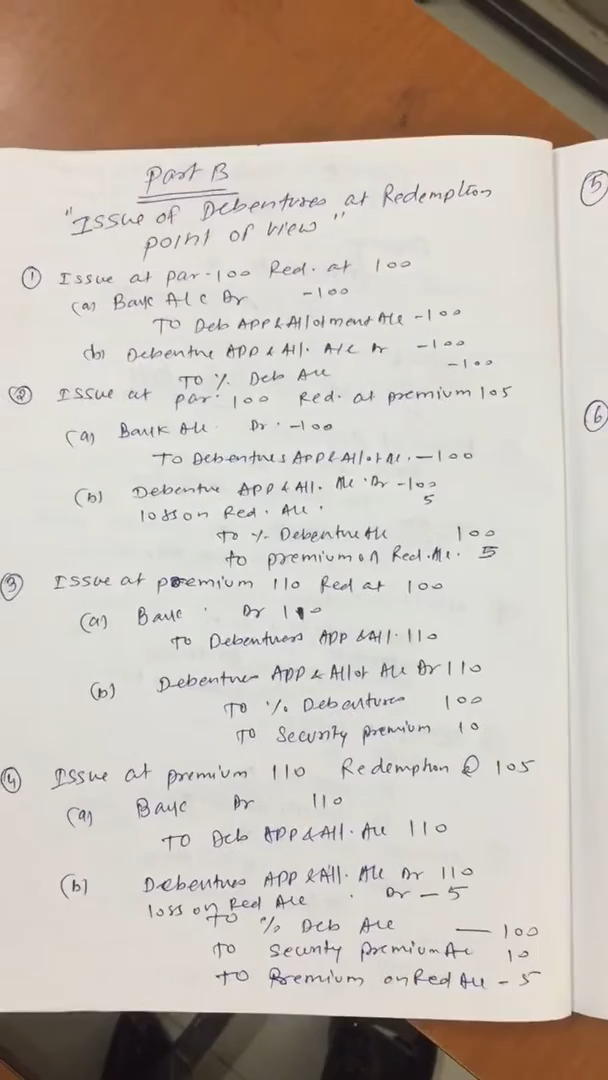 Part B
"Issue of Debentures at Redemption
point of view"
① Issue at par-100 Red. at 100
(a) Bank A/c Dr -100
To Deb App & Allotment A/c -100
(b) Debenture App & All. A/c Dr -100
To % Deb A/c -100
② Issue at par. 100 Red. at premium 105
(a) Bank A/c. Dr. -100
To Debentures App & Allot A/c. -100
(b) Debenture App & All. A/c. Dr -100
loss on Red. A/c. 5
To % Debenture A/c 100
to premium on Red. A/c. 5
③ Issue at premium 110 Red at 100
(a) Bank. Dr 110
To Debentures App & All. 110
(b) Debentures App & Allot A/c Dr 110
To % Debentures 100
To Security premium 10
④ Issue at premium 110 Redemption @ 105
(a) Bank Dr 110
To Deb App & All. A/c 110
(b) Debentures App & All. A/c Dr 110
loss on Red A/c . Dr - 5
To % Deb A/c — 100
To Security premium A/c 10
To Premium on Red A/c - 5
⑤
⑥